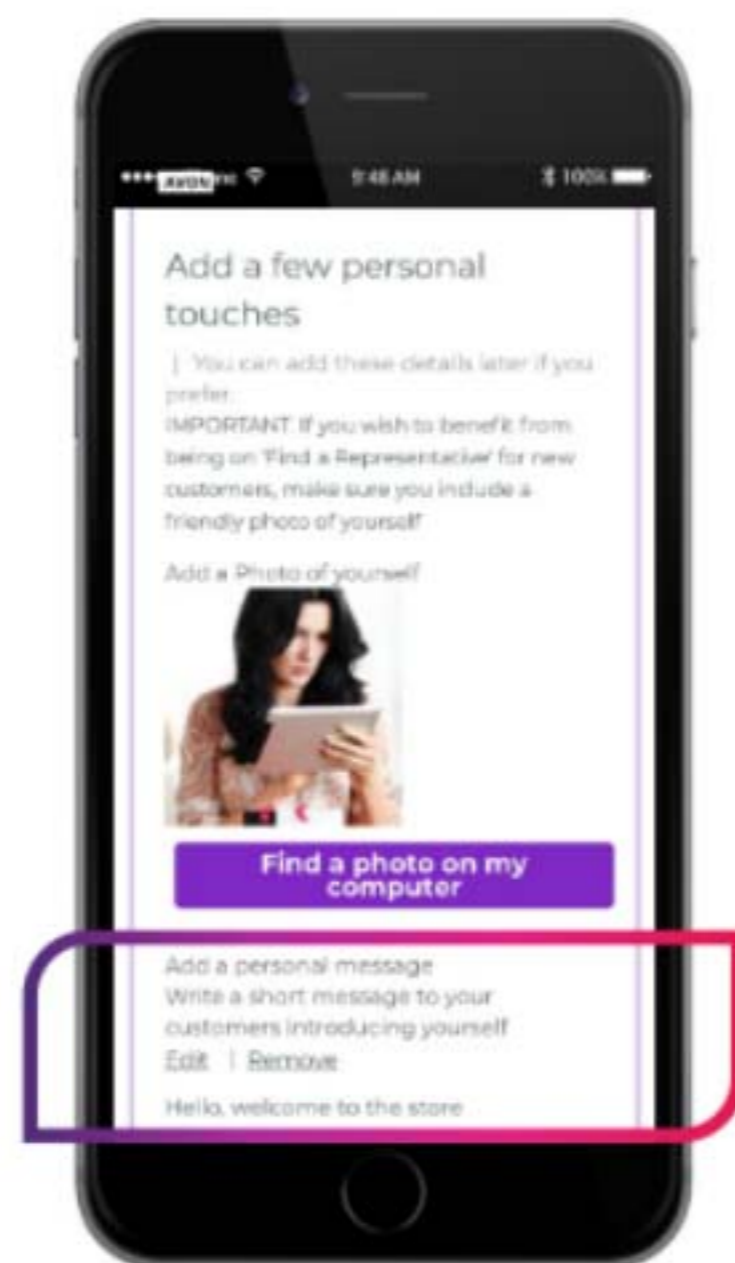 AVON
9:48 AM
100%
Add a few personal
touches
| You can add these details later if you
prefer.
IMPORTANT If you wish to benefit from
being on 'Find a Representative' for new
customers, make sure you include a
friendly photo of yourself
Add a Photo of yourself
Find a photo on my
computer
Add a personal message
Write a short message to your
customers introducing yourself
Edit | Remove
Hello, welcome to the store